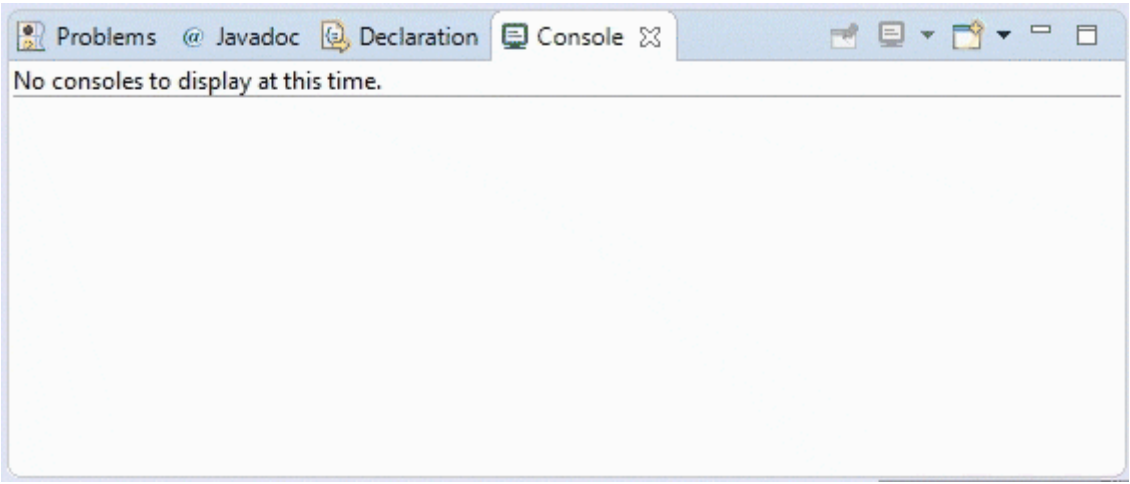 Problems @ Javadoc Declaration Console
No consoles to display at this time.